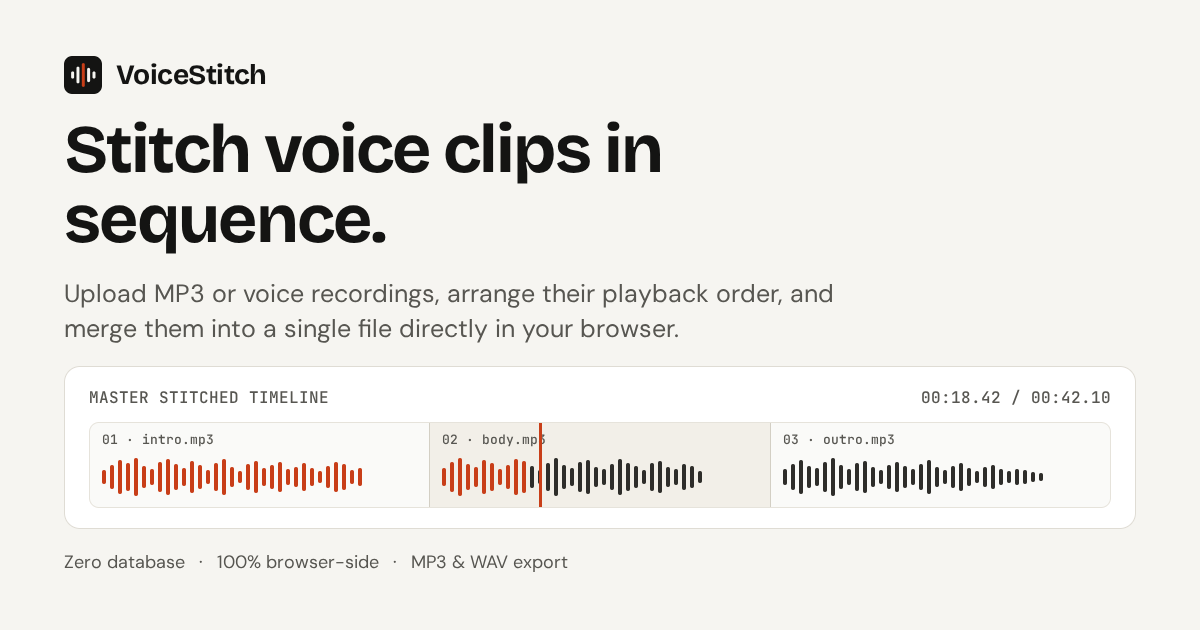 VoiceStitch
Stitch voice clips in
sequence.
Upload MP3 or voice recordings, arrange their playback order, and
merge them into a single file directly in your browser.
MASTER STITCHED TIMELINE 00:18.42 / 00:42.10
01 · intro.mp3 02 · body.mp3 03 · outro.mp3
Zero database · 100% browser-side · MP3 & WAV export